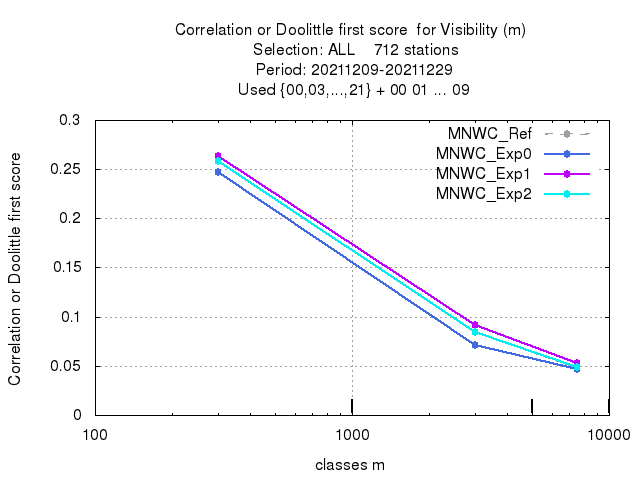 Correlation or Doolittle first score  for Visibility (m)
Selection: ALL    712 stations
Period: 20211209-20211229
Used {00,03,...,21} + 00 01 ... 09
MNWC_Ref
MNWC_Exp0
MNWC_Exp1
MNWC_Exp2
Correlation or Doolittle first score
0.3
0.25
0.2
0.15
0.1
0.05
0
100
1000
10000
classes m